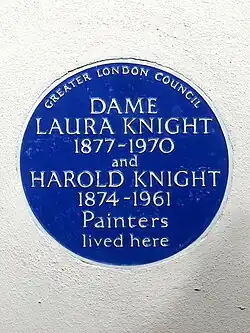 GREATER LONDON COUNCIL
DAME
LAURA KNIGHT
1877-1970
and
HAROLD KNIGHT
1874-1961
Painters
lived here